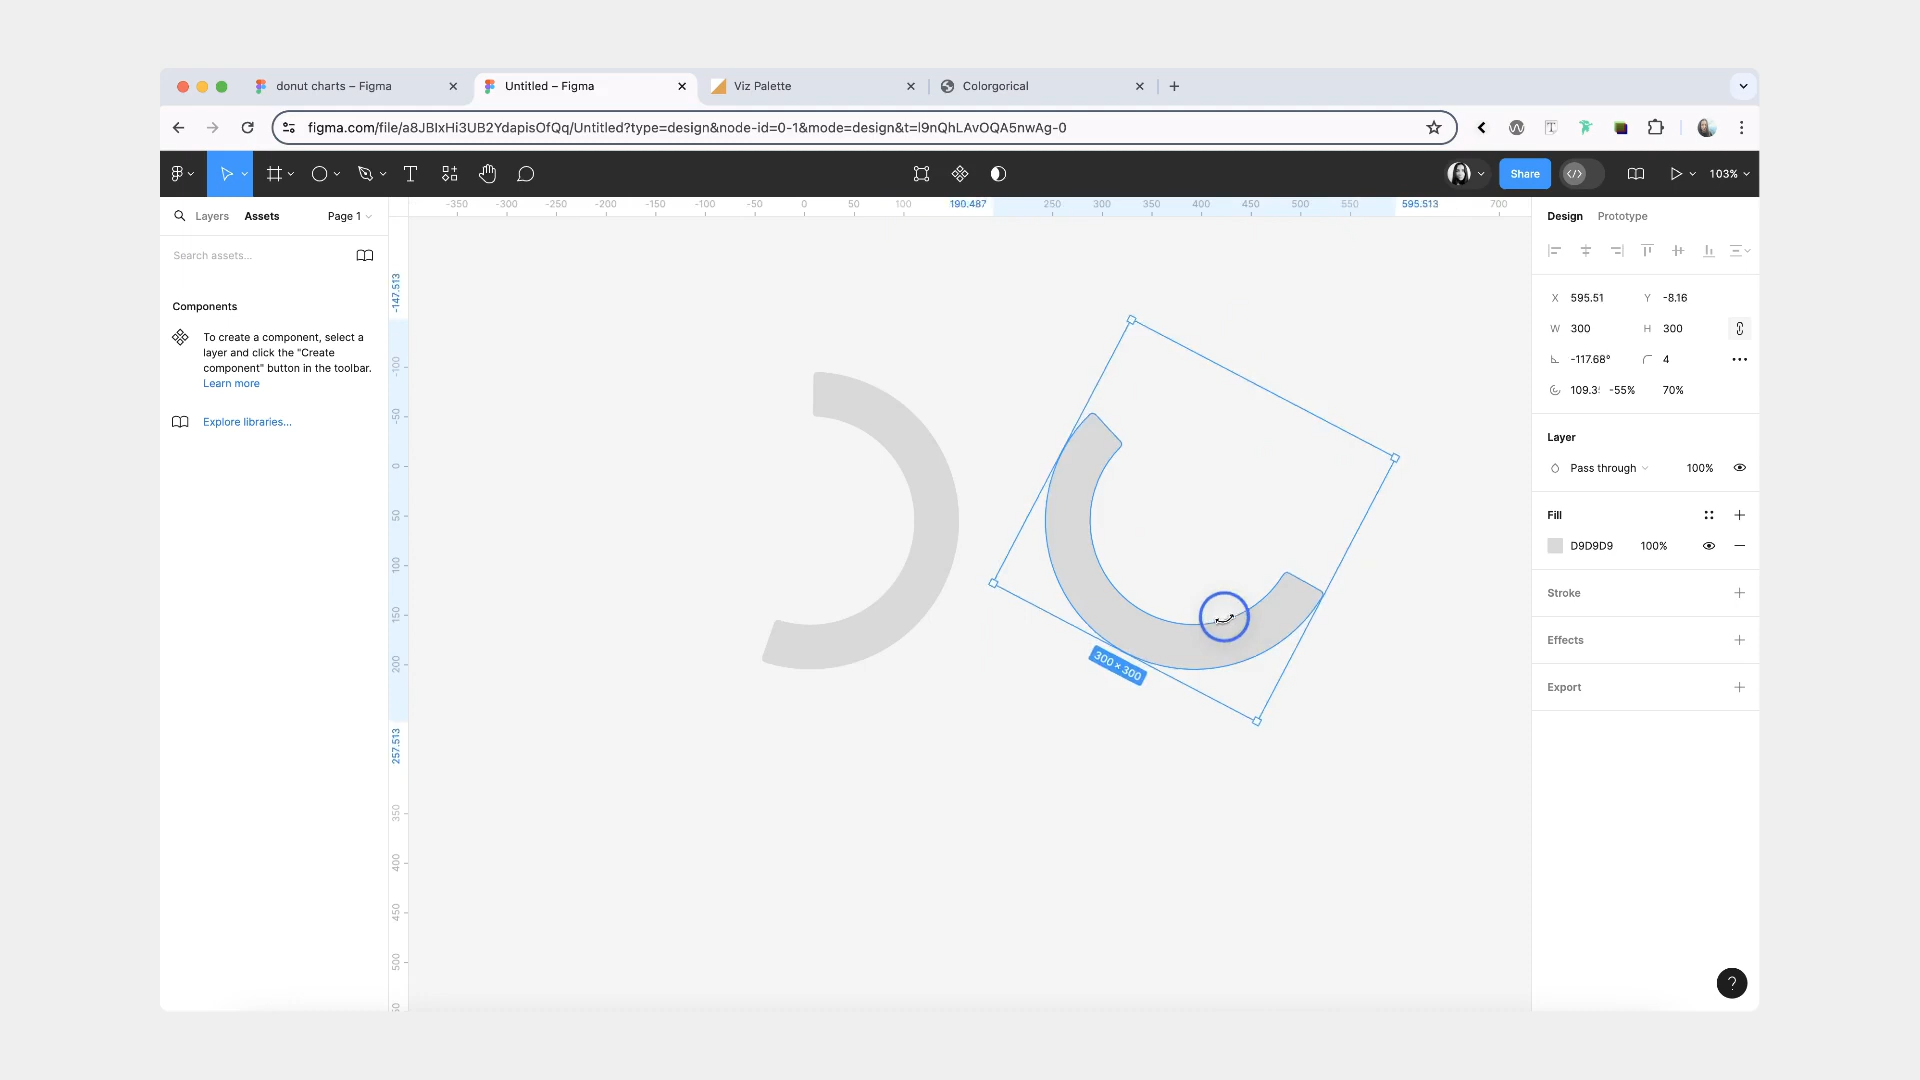 donut charts – Figma
Untitled – Figma
Viz Palette
Colorgorical
figma.com/file/a8JBIxHi3UB2YdapisOfQq/Untitled?type=design&node-id=0-1&mode=design&t=l9nQhLAvOQA5nwAg-0
Share
103%
Layers Assets Page 1
-350 -300 -250 -200 -150 -100 -50 0 50 100 190.487 250 300 350 400 450 500 550 595.513 700
Design Prototype
Search assets...
-147.513
-100
-50
0
50
100
150
200
257.513
350
400
450
500
Components
To create a component, select a
layer and click the "Create
component" button in the toolbar.
Learn more
Explore libraries...
300 × 300
X 595.51 Y -8.16
W 300 H 300
-117.68° 4
109.3 -55% 70%
Layer
Pass through 100%
Fill
D9D9D9 100%
Stroke
Effects
Export
?